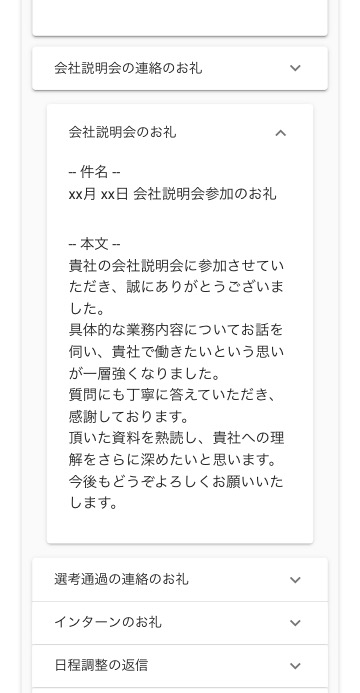 会社説明会の連絡のお礼
会社説明会のお礼
-- 件名 --
xx月 xx日 会社説明会参加のお礼
-- 本文 --
貴社の会社説明会に参加させてい
ただき、誠にありがとうございま
した。
具体的な業務内容についてお話を
伺い、貴社で働きたいという思い
が一層強くなりました。
質問にも丁寧に答えていただき、
感謝しております。
頂いた資料を熟読し、貴社への理
解をさらに深めたいと思います。
今後もどうぞよろしくお願いいた
します。
選考通過の連絡のお礼
インターンのお礼
日程調整の返信